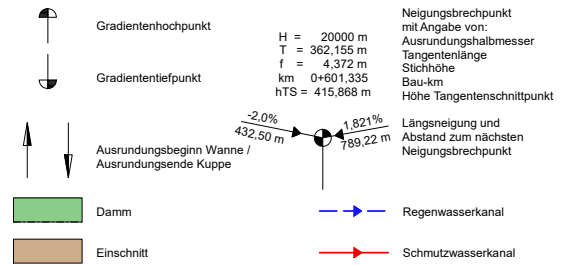 Gradientenhochpunkt
Gradiententiefpunkt
Ausrundungsbeginn Wanne /
Ausrundungsende Kuppe
Damm
Einschnitt
H = 20000 m
T = 362,155 m
f = 4,372 m
km 0+601,335
hTS = 415,868 m
-2,0%
432,50 m
1,821%
789,22 m
Neigungsbrechpunkt
mit Angabe von:
Ausrundungshalbmesser
Tangentenlänge
Stichhöhe
Bau-km
Höhe Tangentenschnittpunkt
Längsneigung und
Abstand zum nächsten
Neigungsbrechpunkt
Regenwasserkanal
Schmutzwasserkanal